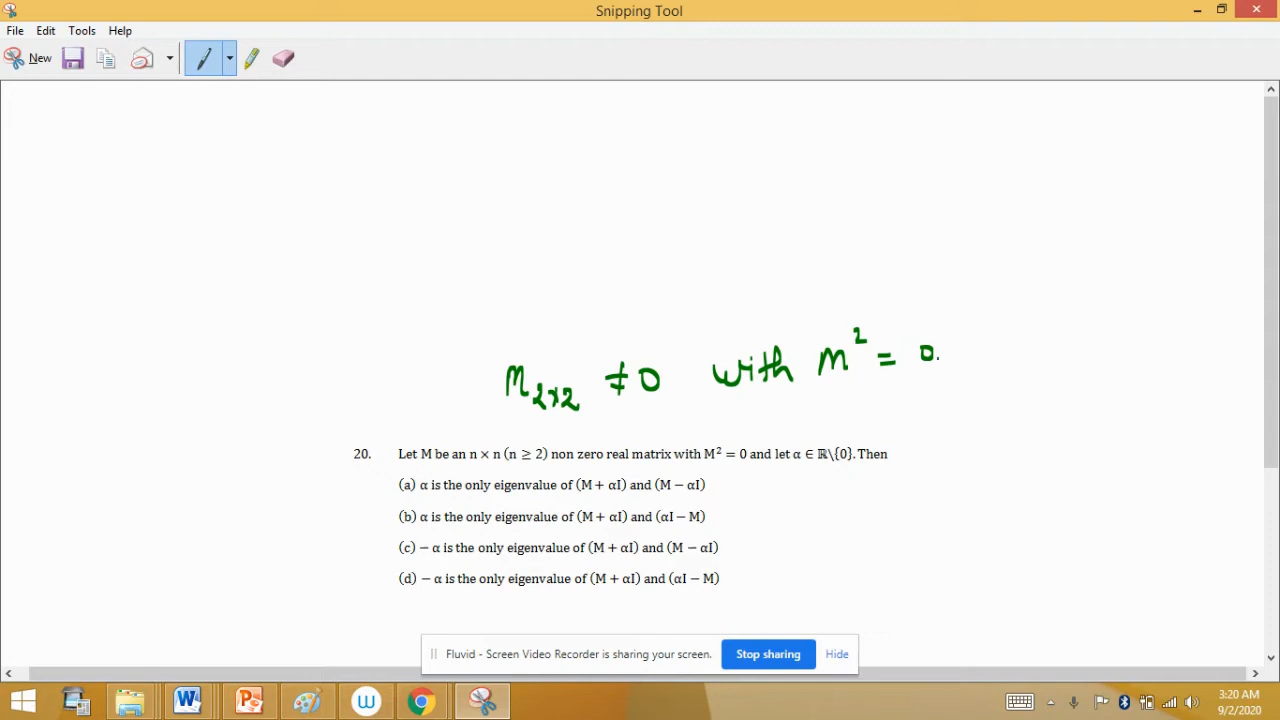 Snipping Tool
File Edit Tools Help
New
M₂ₓ₂ ≠ 0 with M² = 0.
20. Let M be an n × n (n ≥ 2) non zero real matrix with M² = 0 and let α ∈ ℝ\{0}. Then
(a) α is the only eigenvalue of (M + αI) and (M − αI)
(b) α is the only eigenvalue of (M + αI) and (αI − M)
(c) − α is the only eigenvalue of (M + αI) and (M − αI)
(d) − α is the only eigenvalue of (M + αI) and (αI − M)
Fluvid - Screen Video Recorder is sharing your screen. Stop sharing Hide
3:20 AM
9/2/2020